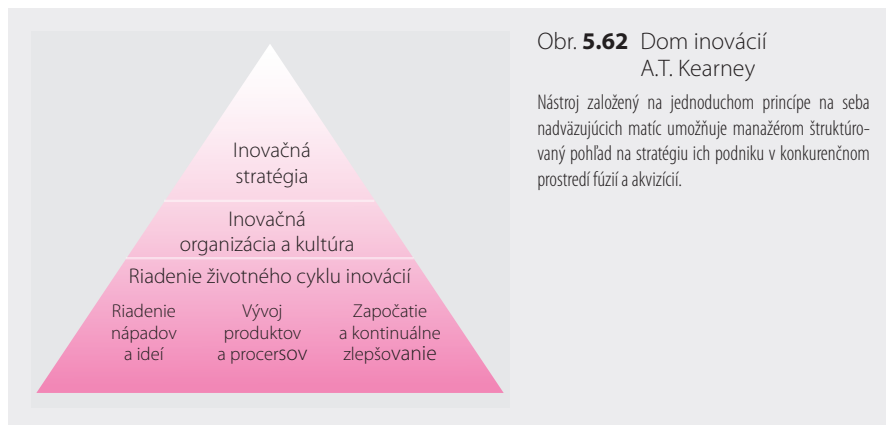 Inovačná
stratégia
Inovačná
organizácia a kultúra
Riadenie životného cyklu inovácií
Riadenie
nápadov
a ideí
Vývoj
produktov
a procersov
Započatie
a kontinuálne
zlepšovanie
Obr. 5.62 Dom inovácií
A.T. Kearney
Nástroj založený na jednoduchom princípe na seba
nadväzujúcich matíc umožňuje manažérom štruktúro-
vaný pohľad na stratégiu ich podniku v konkurenčnom
prostredí fúzií a akvizícií.